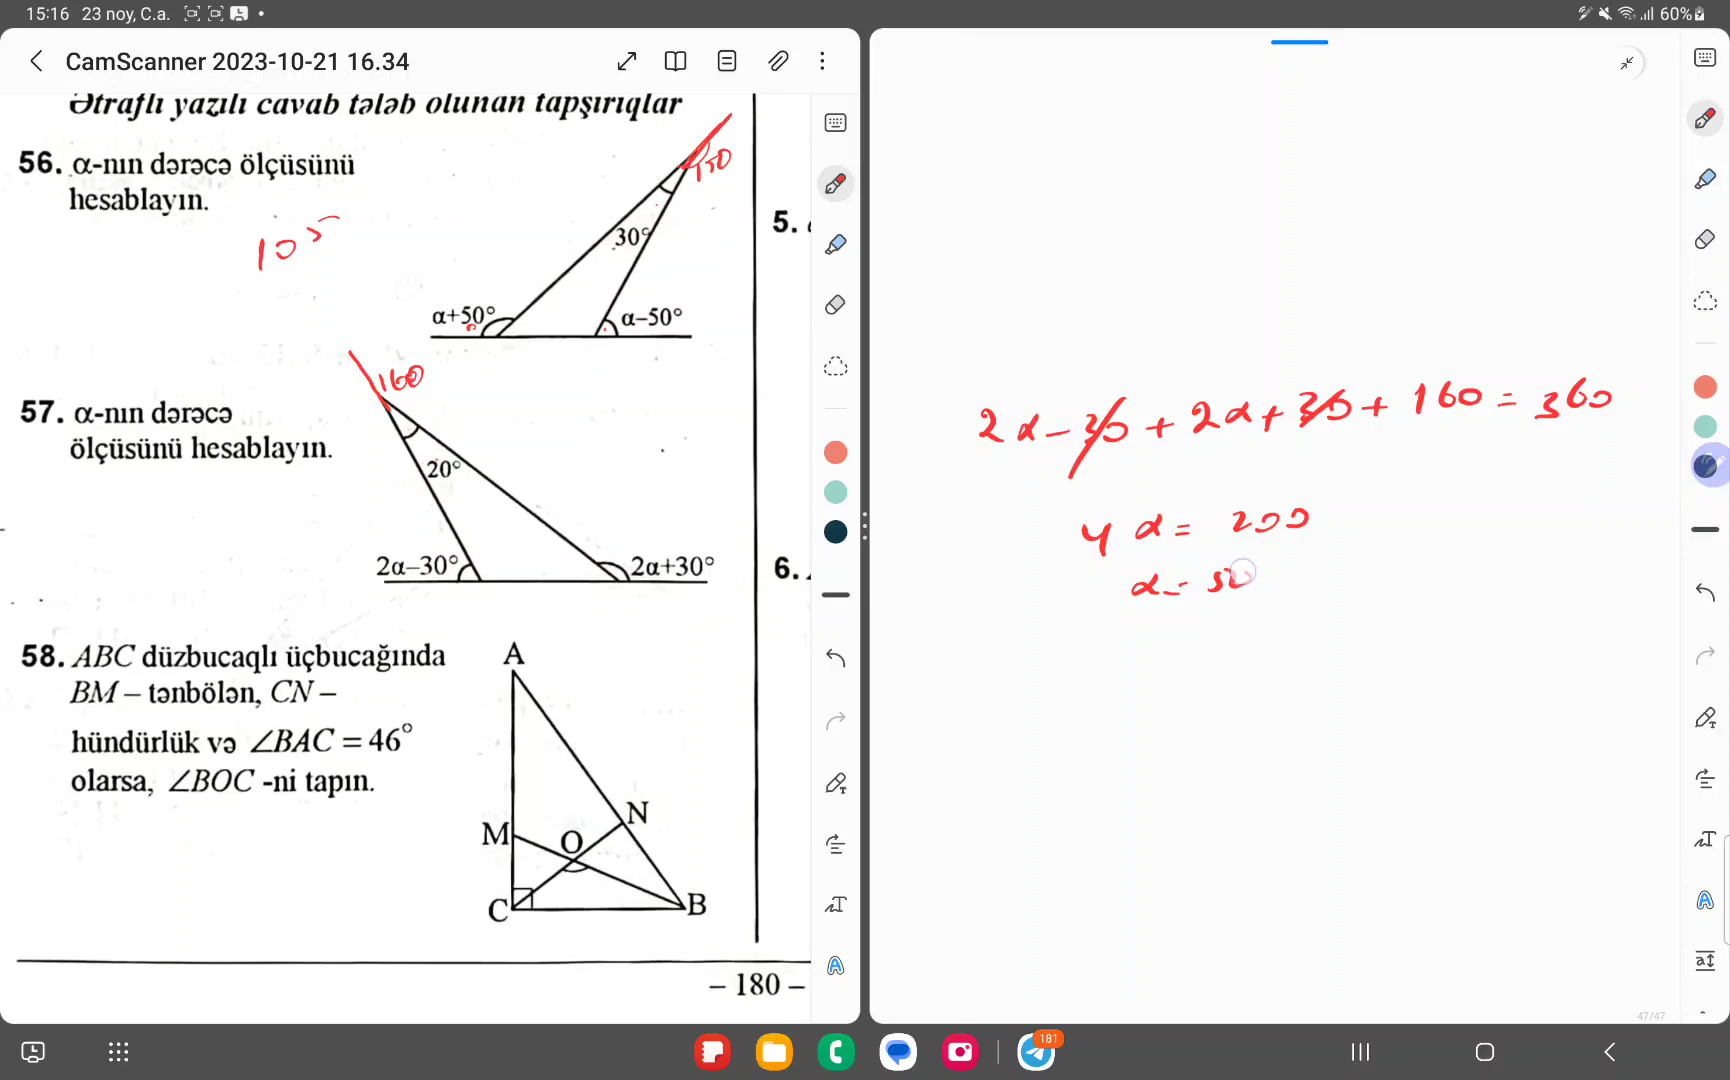 15:16 23 noy, C.a.
60%
CamScanner 2023-10-21 16.34
Ətraflı yazılı cavab tələb olunan tapşırıqlar
56. α-nın dərəcə ölçüsünü
hesablayın.
105
150
30°
α+50°
α–50°
5.
57. α-nın dərəcə
ölçüsünü hesablayın.
160
20°
2α–30°
2α+30°
6.
58. ABC düzbucaqlı üçbucağında
BM – tənbölən, CN –
hündürlük və ∠BAC = 46°
olarsa, ∠BOC -ni tapın.
A
M
O
N
C
B
– 180 –
2α – 30 + 2α + 30 + 160 = 360
4 α = 200
α = 50
47/47
181